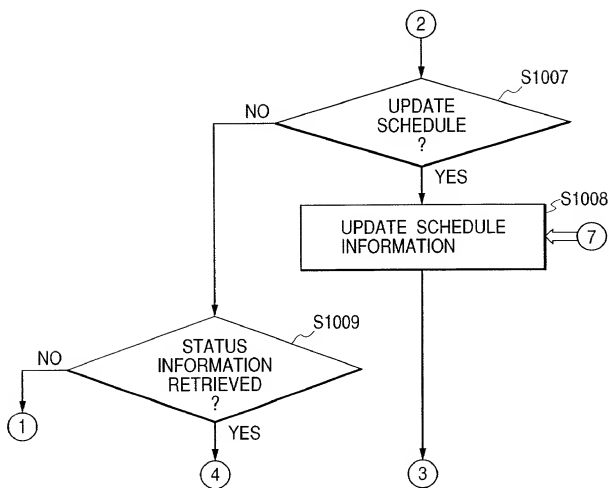 2
S1007
UPDATE
SCHEDULE
?
NO
YES
S1008
UPDATE SCHEDULE
INFORMATION
7
S1009
STATUS
INFORMATION
RETRIEVED
?
NO
1
YES
4
3